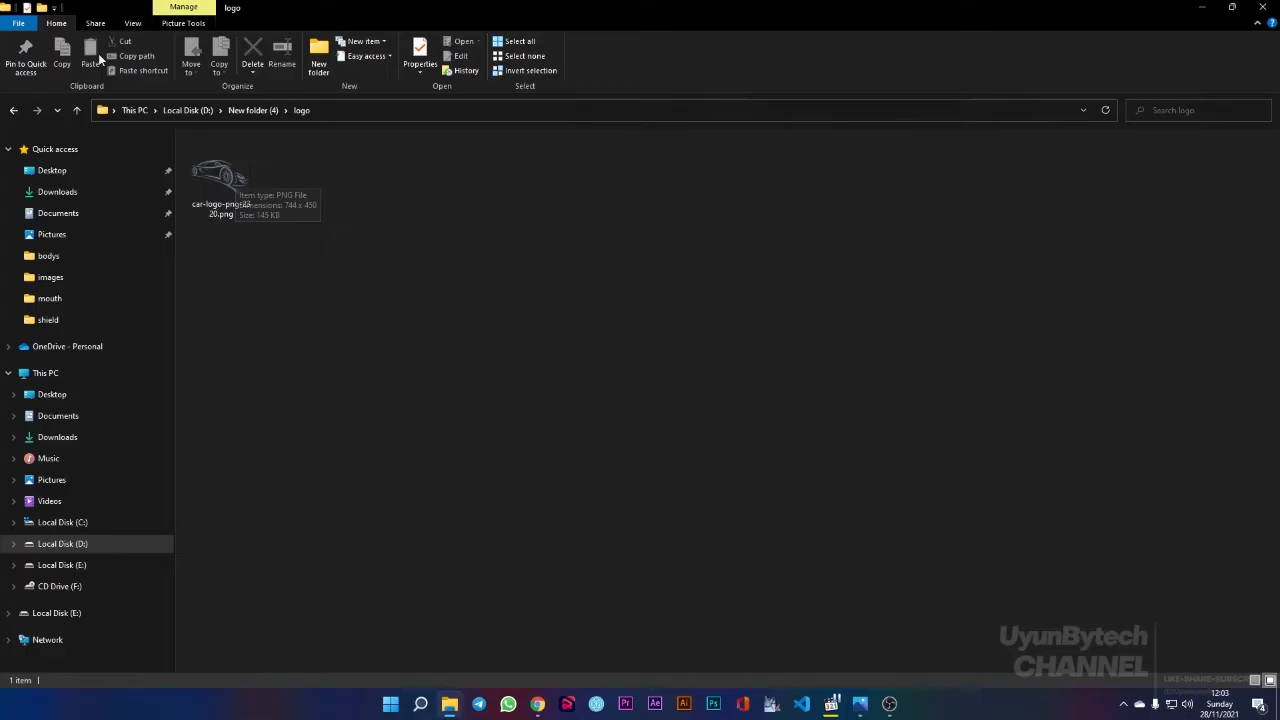 Manage
logo
File
Home
Share
View
Picture Tools
Pin to Quick access
Copy
Paste
Cut
Copy path
Paste shortcut
Clipboard
Move to
Copy to
Delete
Rename
Organize
New folder
New item
Easy access
New
Properties
Open
Edit
History
Open
Select all
Select none
Invert selection
Select
This PC
Local Disk (D:)
New folder (4)
logo
Search logo
Quick access
Desktop
Downloads
Documents
Pictures
bodys
images
mouth
shield
OneDrive - Personal
This PC
Desktop
Documents
Downloads
Music
Pictures
Videos
Local Disk (C:)
Local Disk (D:)
Local Disk (E:)
CD Drive (F:)
Local Disk (E:)
Network
20.png
Item type: PNG File
Dimensions: 744 x 450
Size: 145 KB
UyunBytech
CHANNEL
1 item
12:03
Sunday
28/11/2021